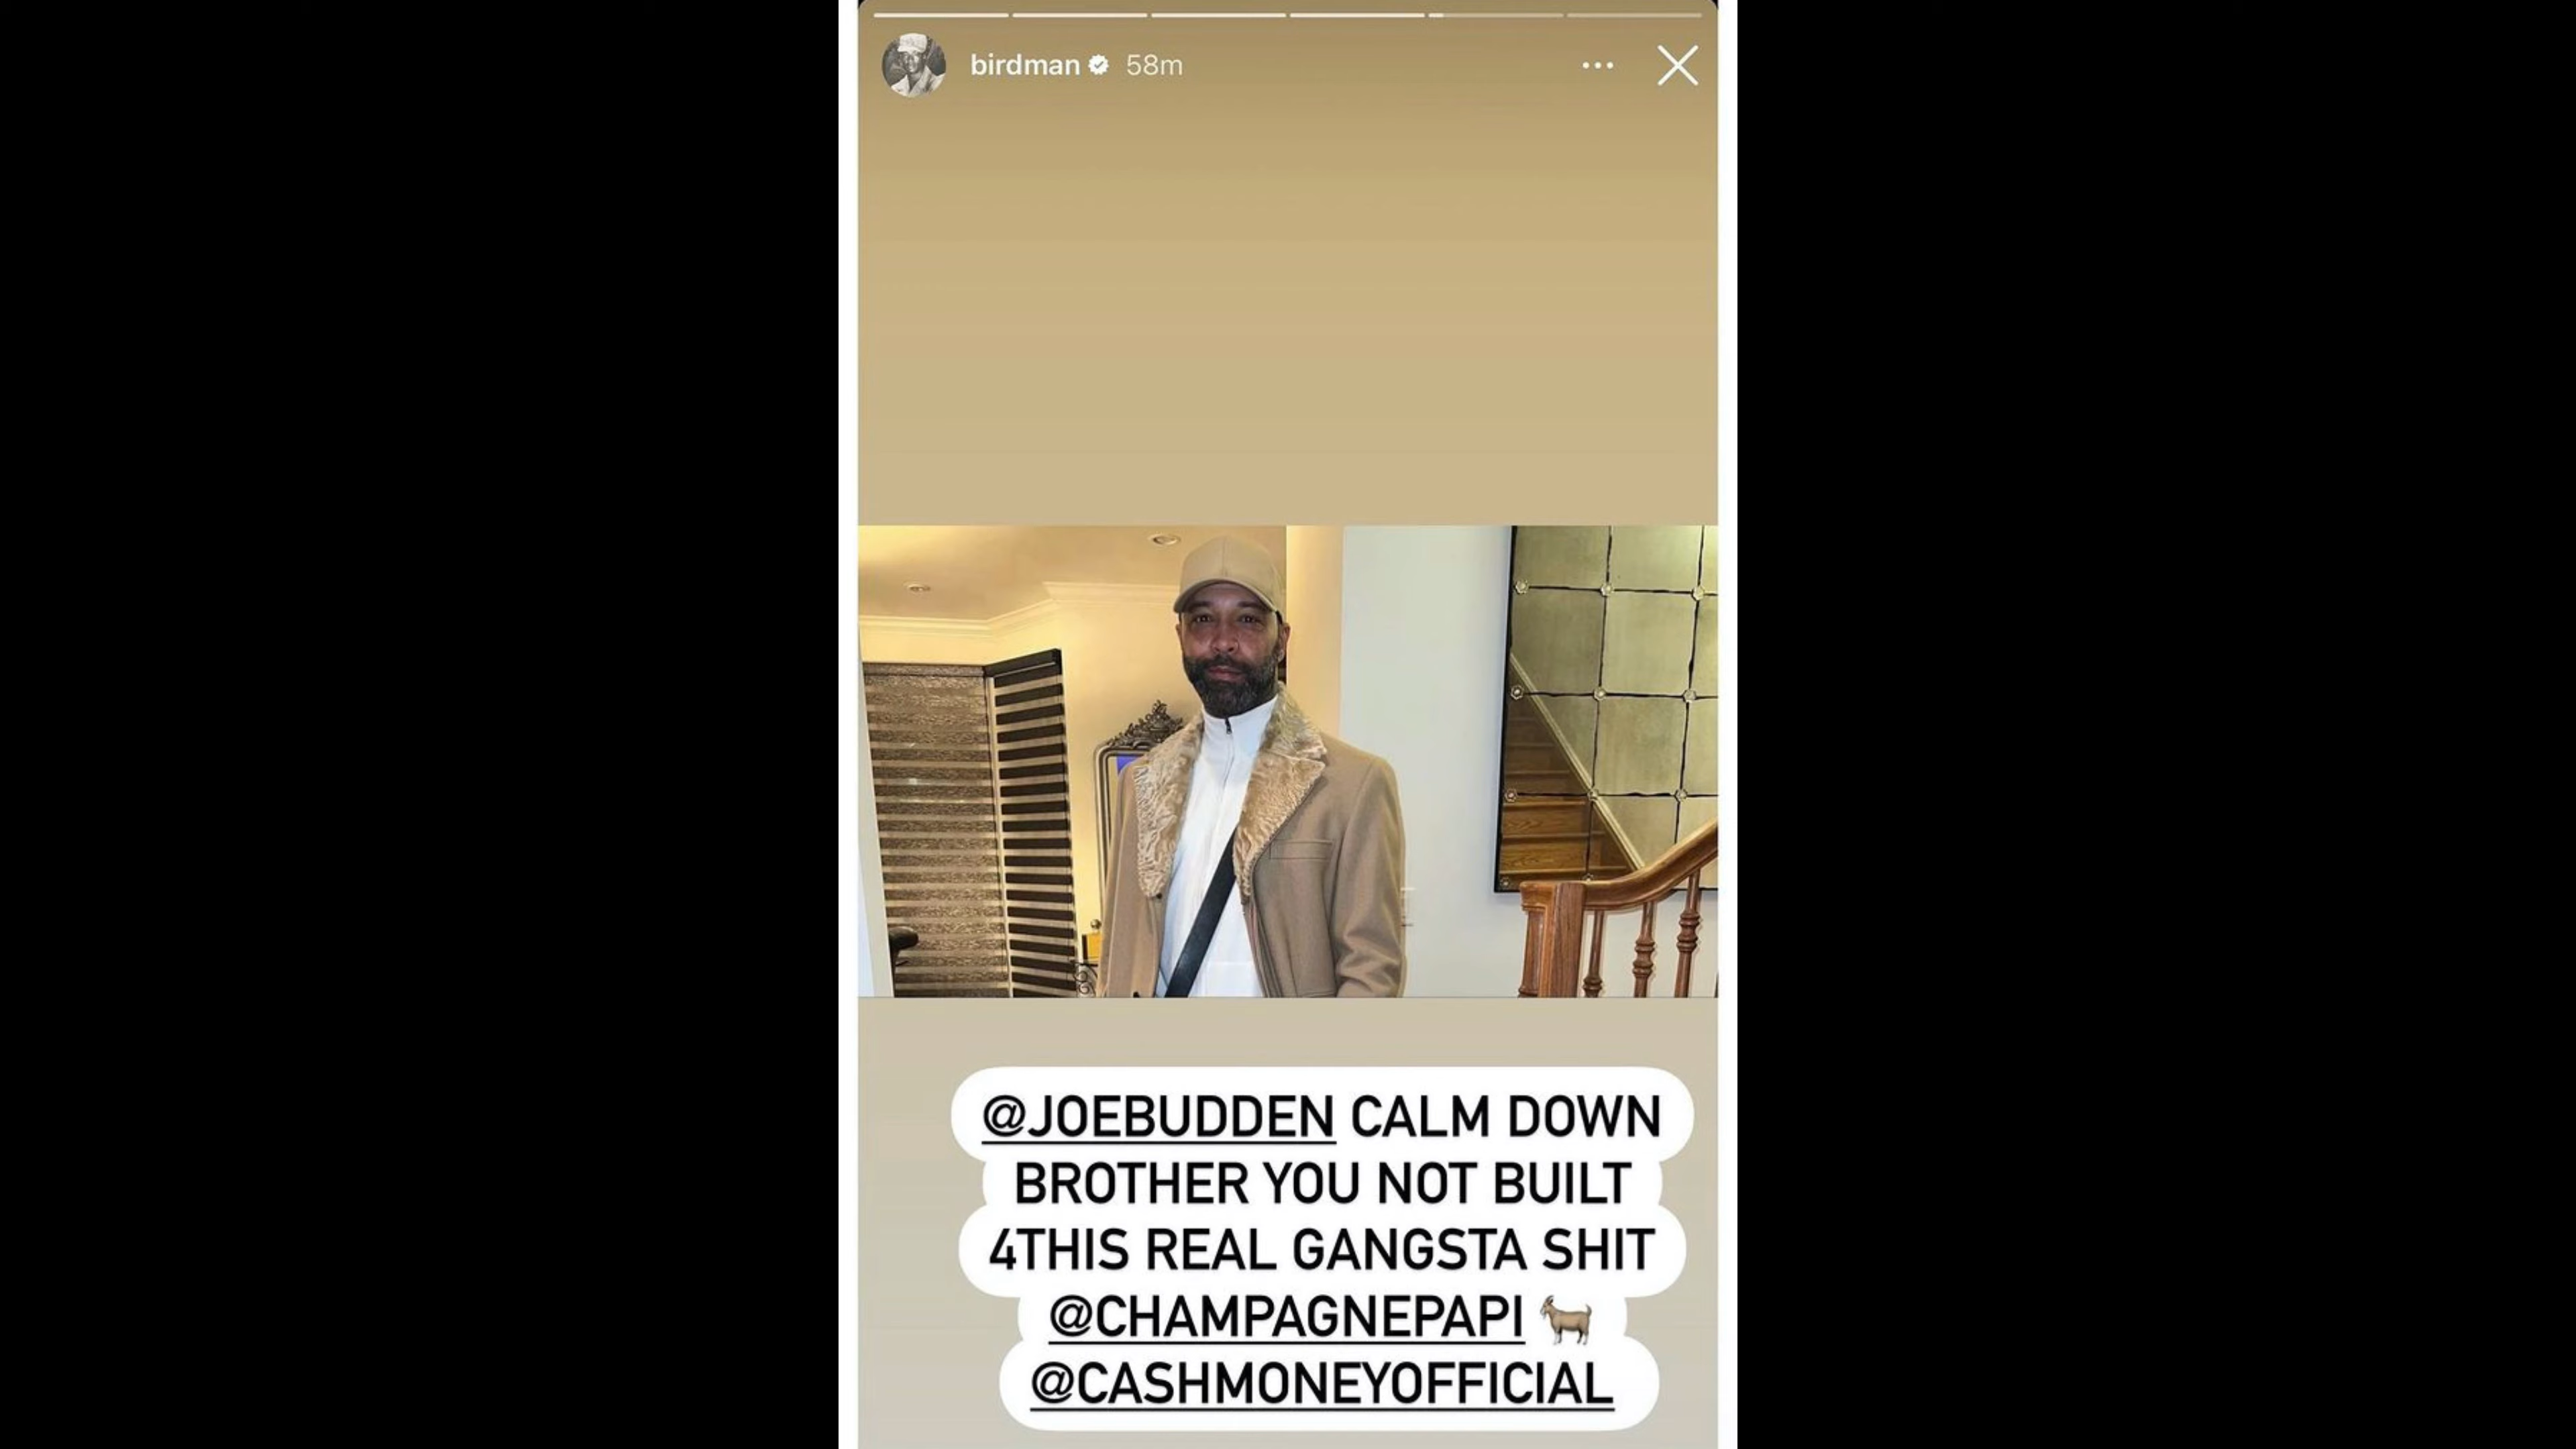 birdman 58m
@JOEBUDDEN CALM DOWN
BROTHER YOU NOT BUILT
4THIS REAL GANGSTA SHIT
@CHAMPAGNEPAPI 🐐
@CASHMONEYOFFICIAL